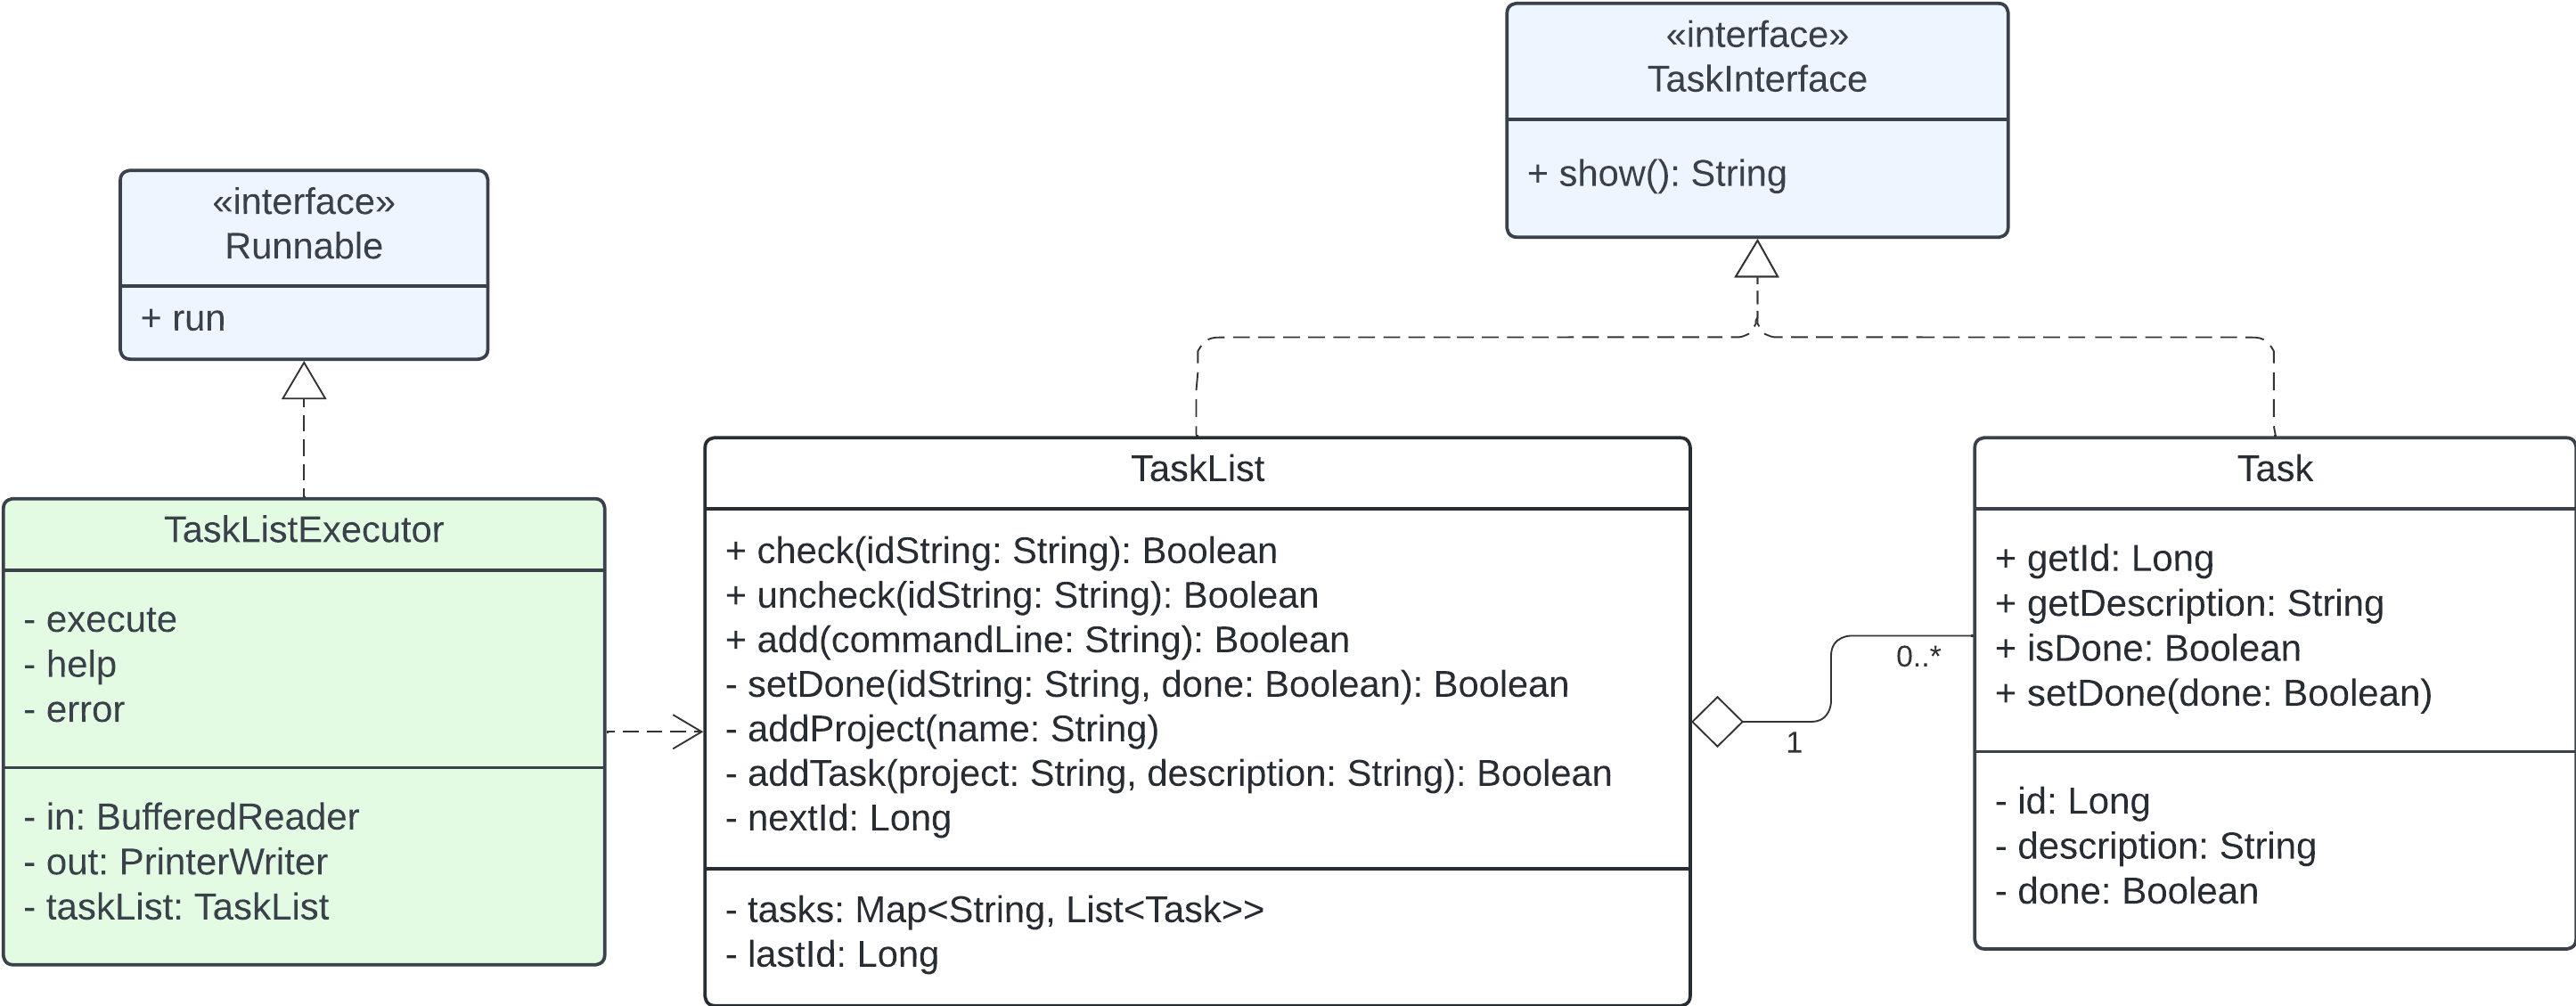 «interface»
TaskInterface
+ show(): String
«interface»
Runnable
+ run
TaskListExecutor
- execute
- help
- error
- in: BufferedReader
- out: PrinterWriter
- taskList: TaskList
TaskList
+ check(idString: String): Boolean
+ uncheck(idString: String): Boolean
+ add(commandLine: String): Boolean
- setDone(idString: String, done: Boolean): Boolean
- addProject(name: String)
- addTask(project: String, description: String): Boolean
- nextId: Long
- tasks: Map<String, List<Task>>
- lastId: Long
1
0..*
Task
+ getId: Long
+ getDescription: String
+ isDone: Boolean
+ setDone(done: Boolean)
- id: Long
- description: String
- done: Boolean